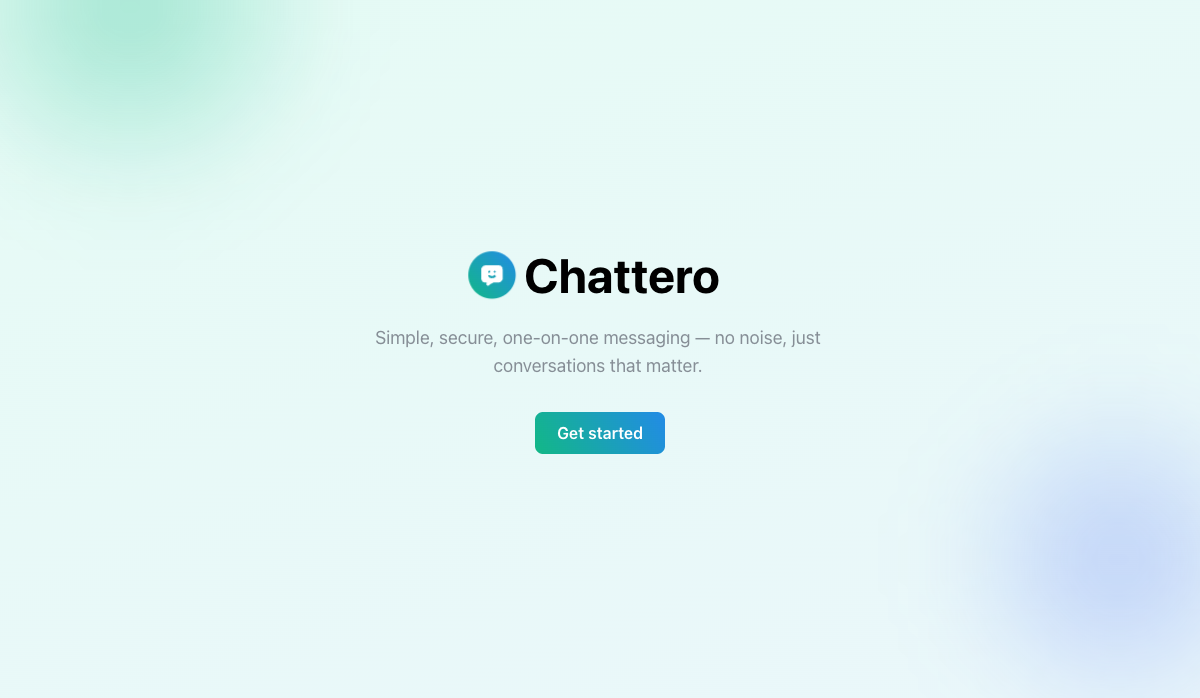 Chattero
Simple, secure, one-on-one messaging — no noise, just
conversations that matter.
Get started